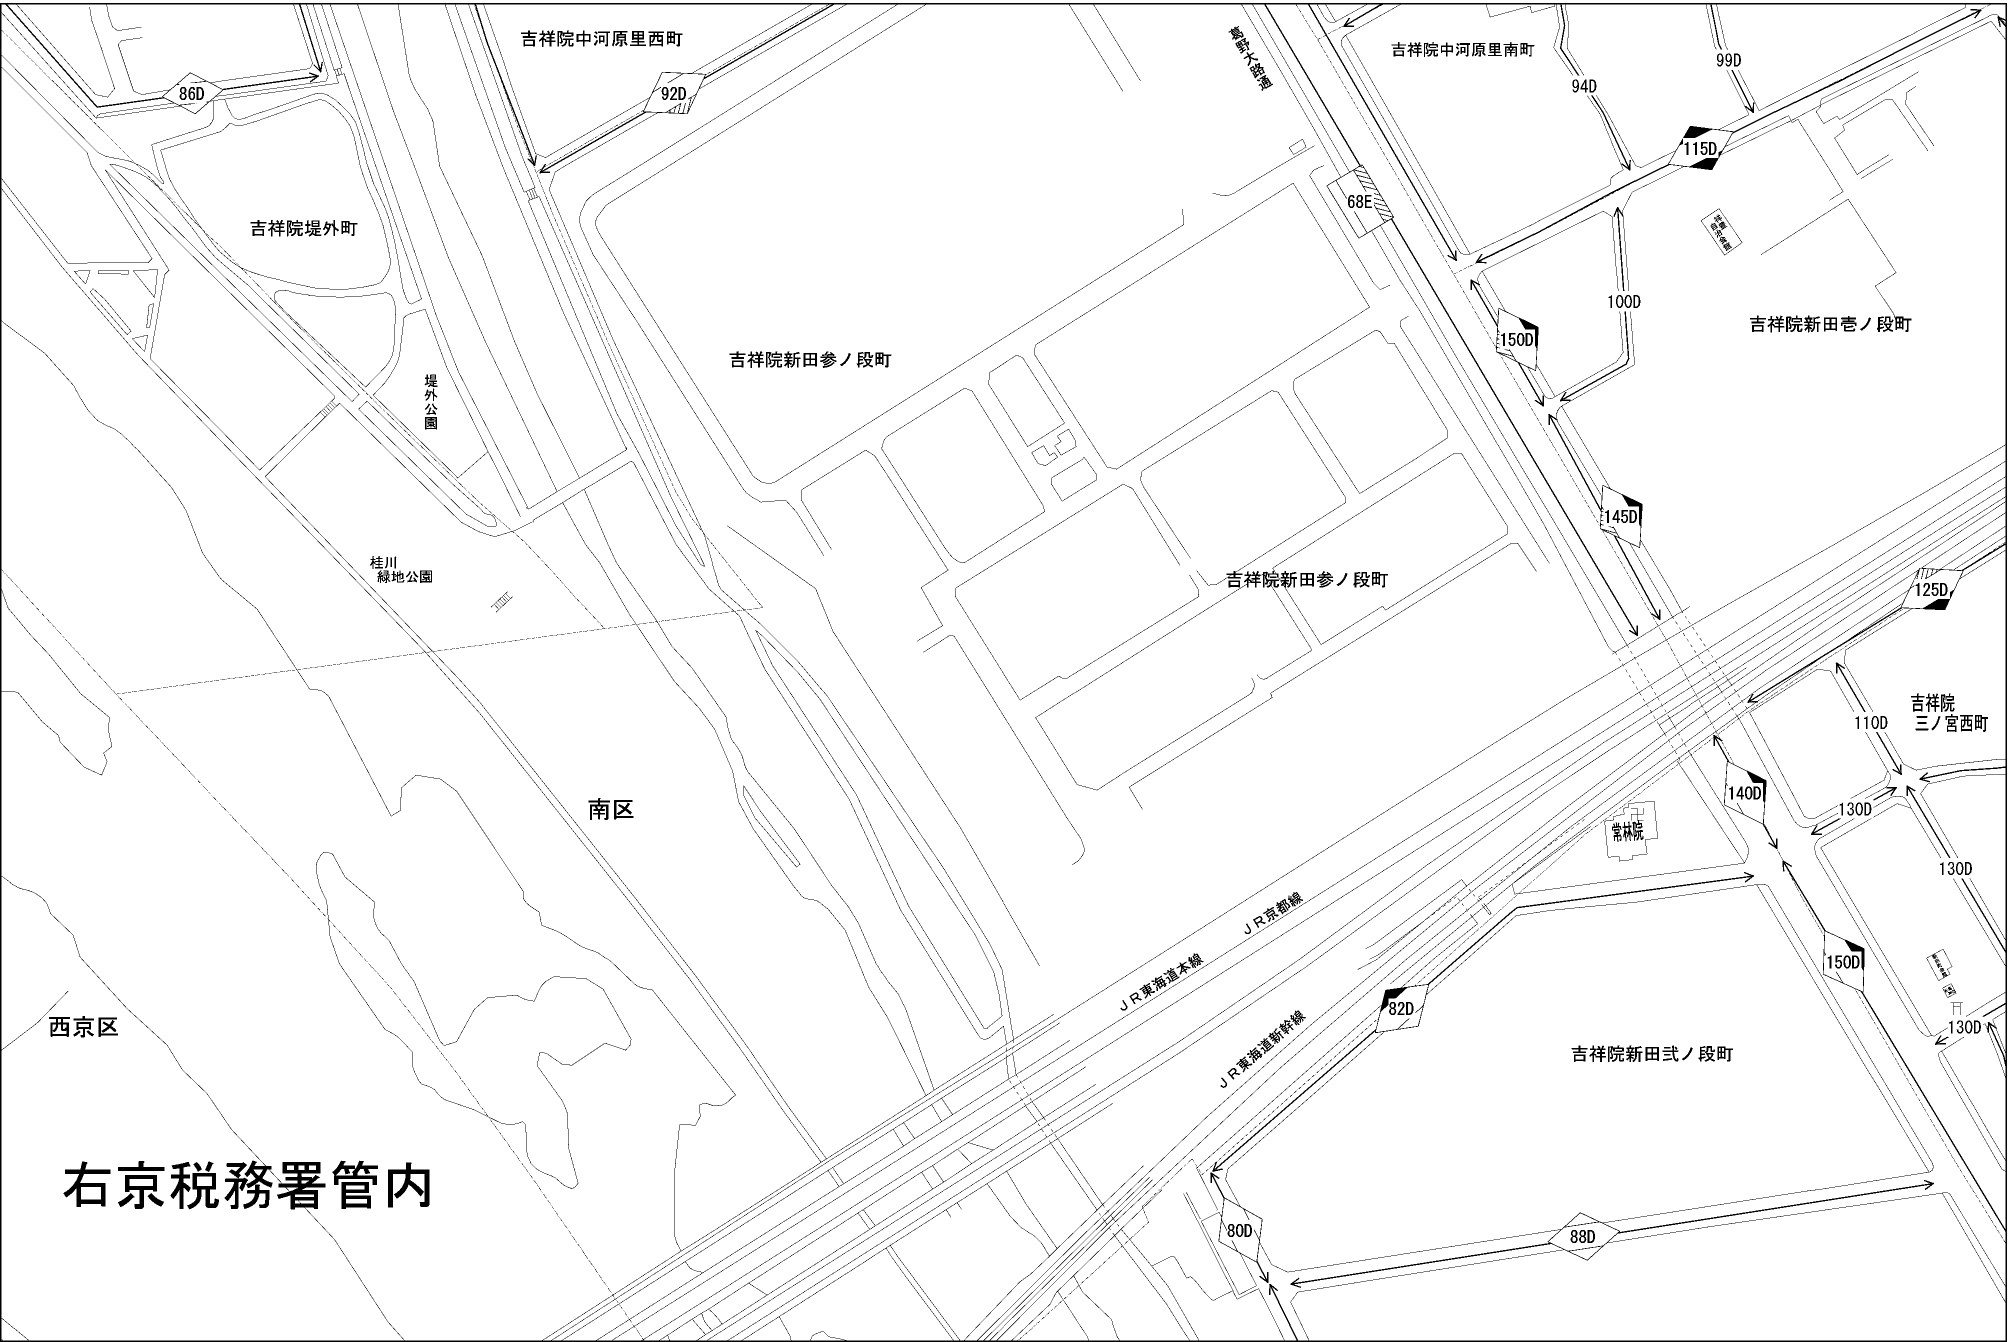 吉祥院中河原里西町
葛野大路通
吉祥院中河原里南町
86D
92D
94D
99D
115D
68E
吉祥院堤外町
祥豊
自治会館
100D
吉祥院新田壱ノ段町
150D
吉祥院新田参ノ段町
堤外公園
145D
桂川
緑地公園
吉祥院新田参ノ段町
125D
110D
吉祥院
三ノ宮西町
南区
140D
130D
常林院
130D
JR京都線
JR東海道本線
150D
82D
JR東海道新幹線
130D
西京区
吉祥院新田弐ノ段町
右京税務署管内
80D
88D